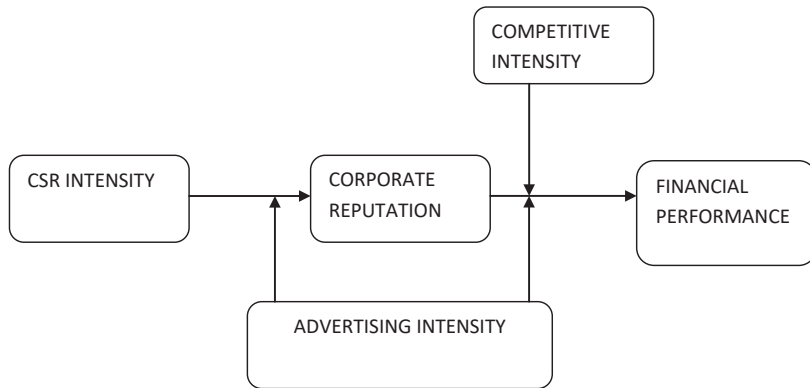 COMPETITIVE
INTENSITY
CSR INTENSITY
CORPORATE
REPUTATION
FINANCIAL
PERFORMANCE
ADVERTISING INTENSITY